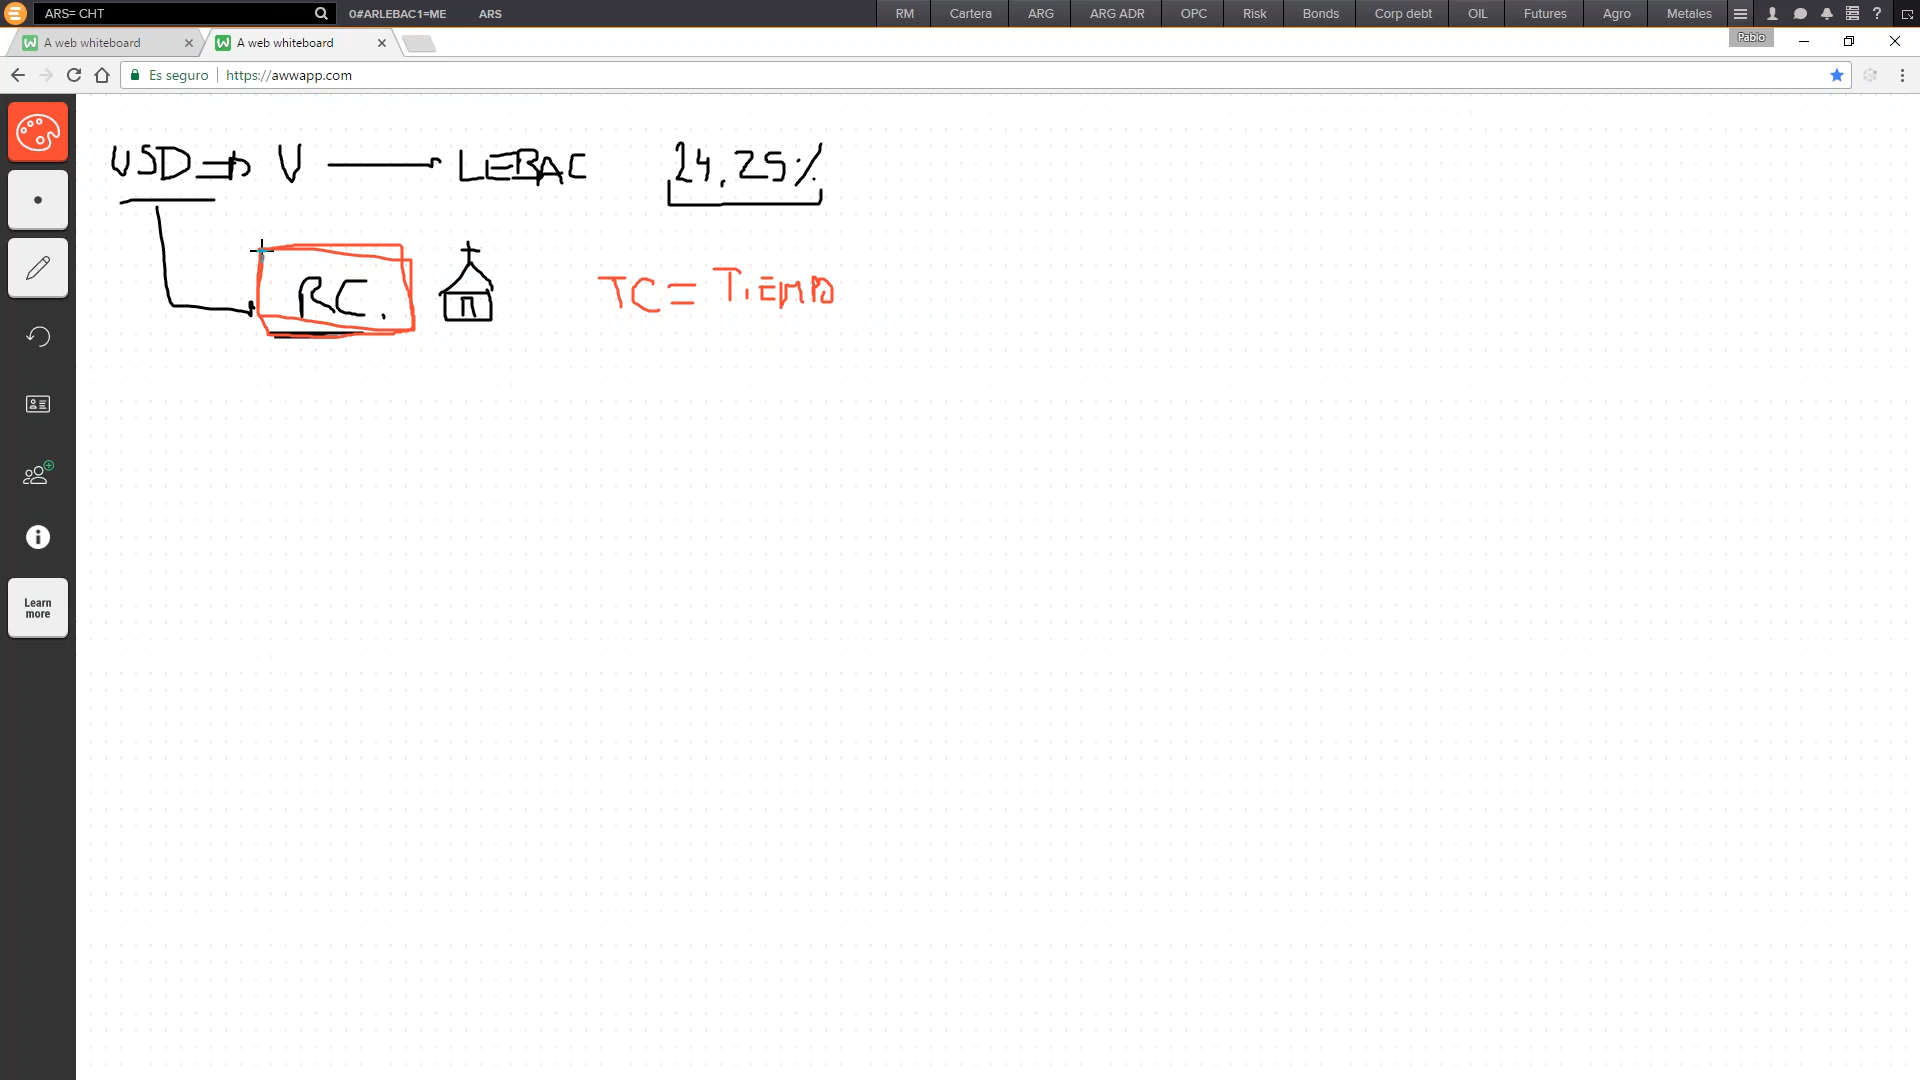 ARS= CHT 0#ARLEBAC1=ME ARS RM Cartera ARG ARG ADR OPC Risk Bonds Corp debt OIL Futures Agro Metales ?
A web whiteboard A web whiteboard Pablo
Es seguro https://awwapp.com
USD ⇒ V → LEBAC 24.25%
RC. TC = TIEMPO
Learn
more